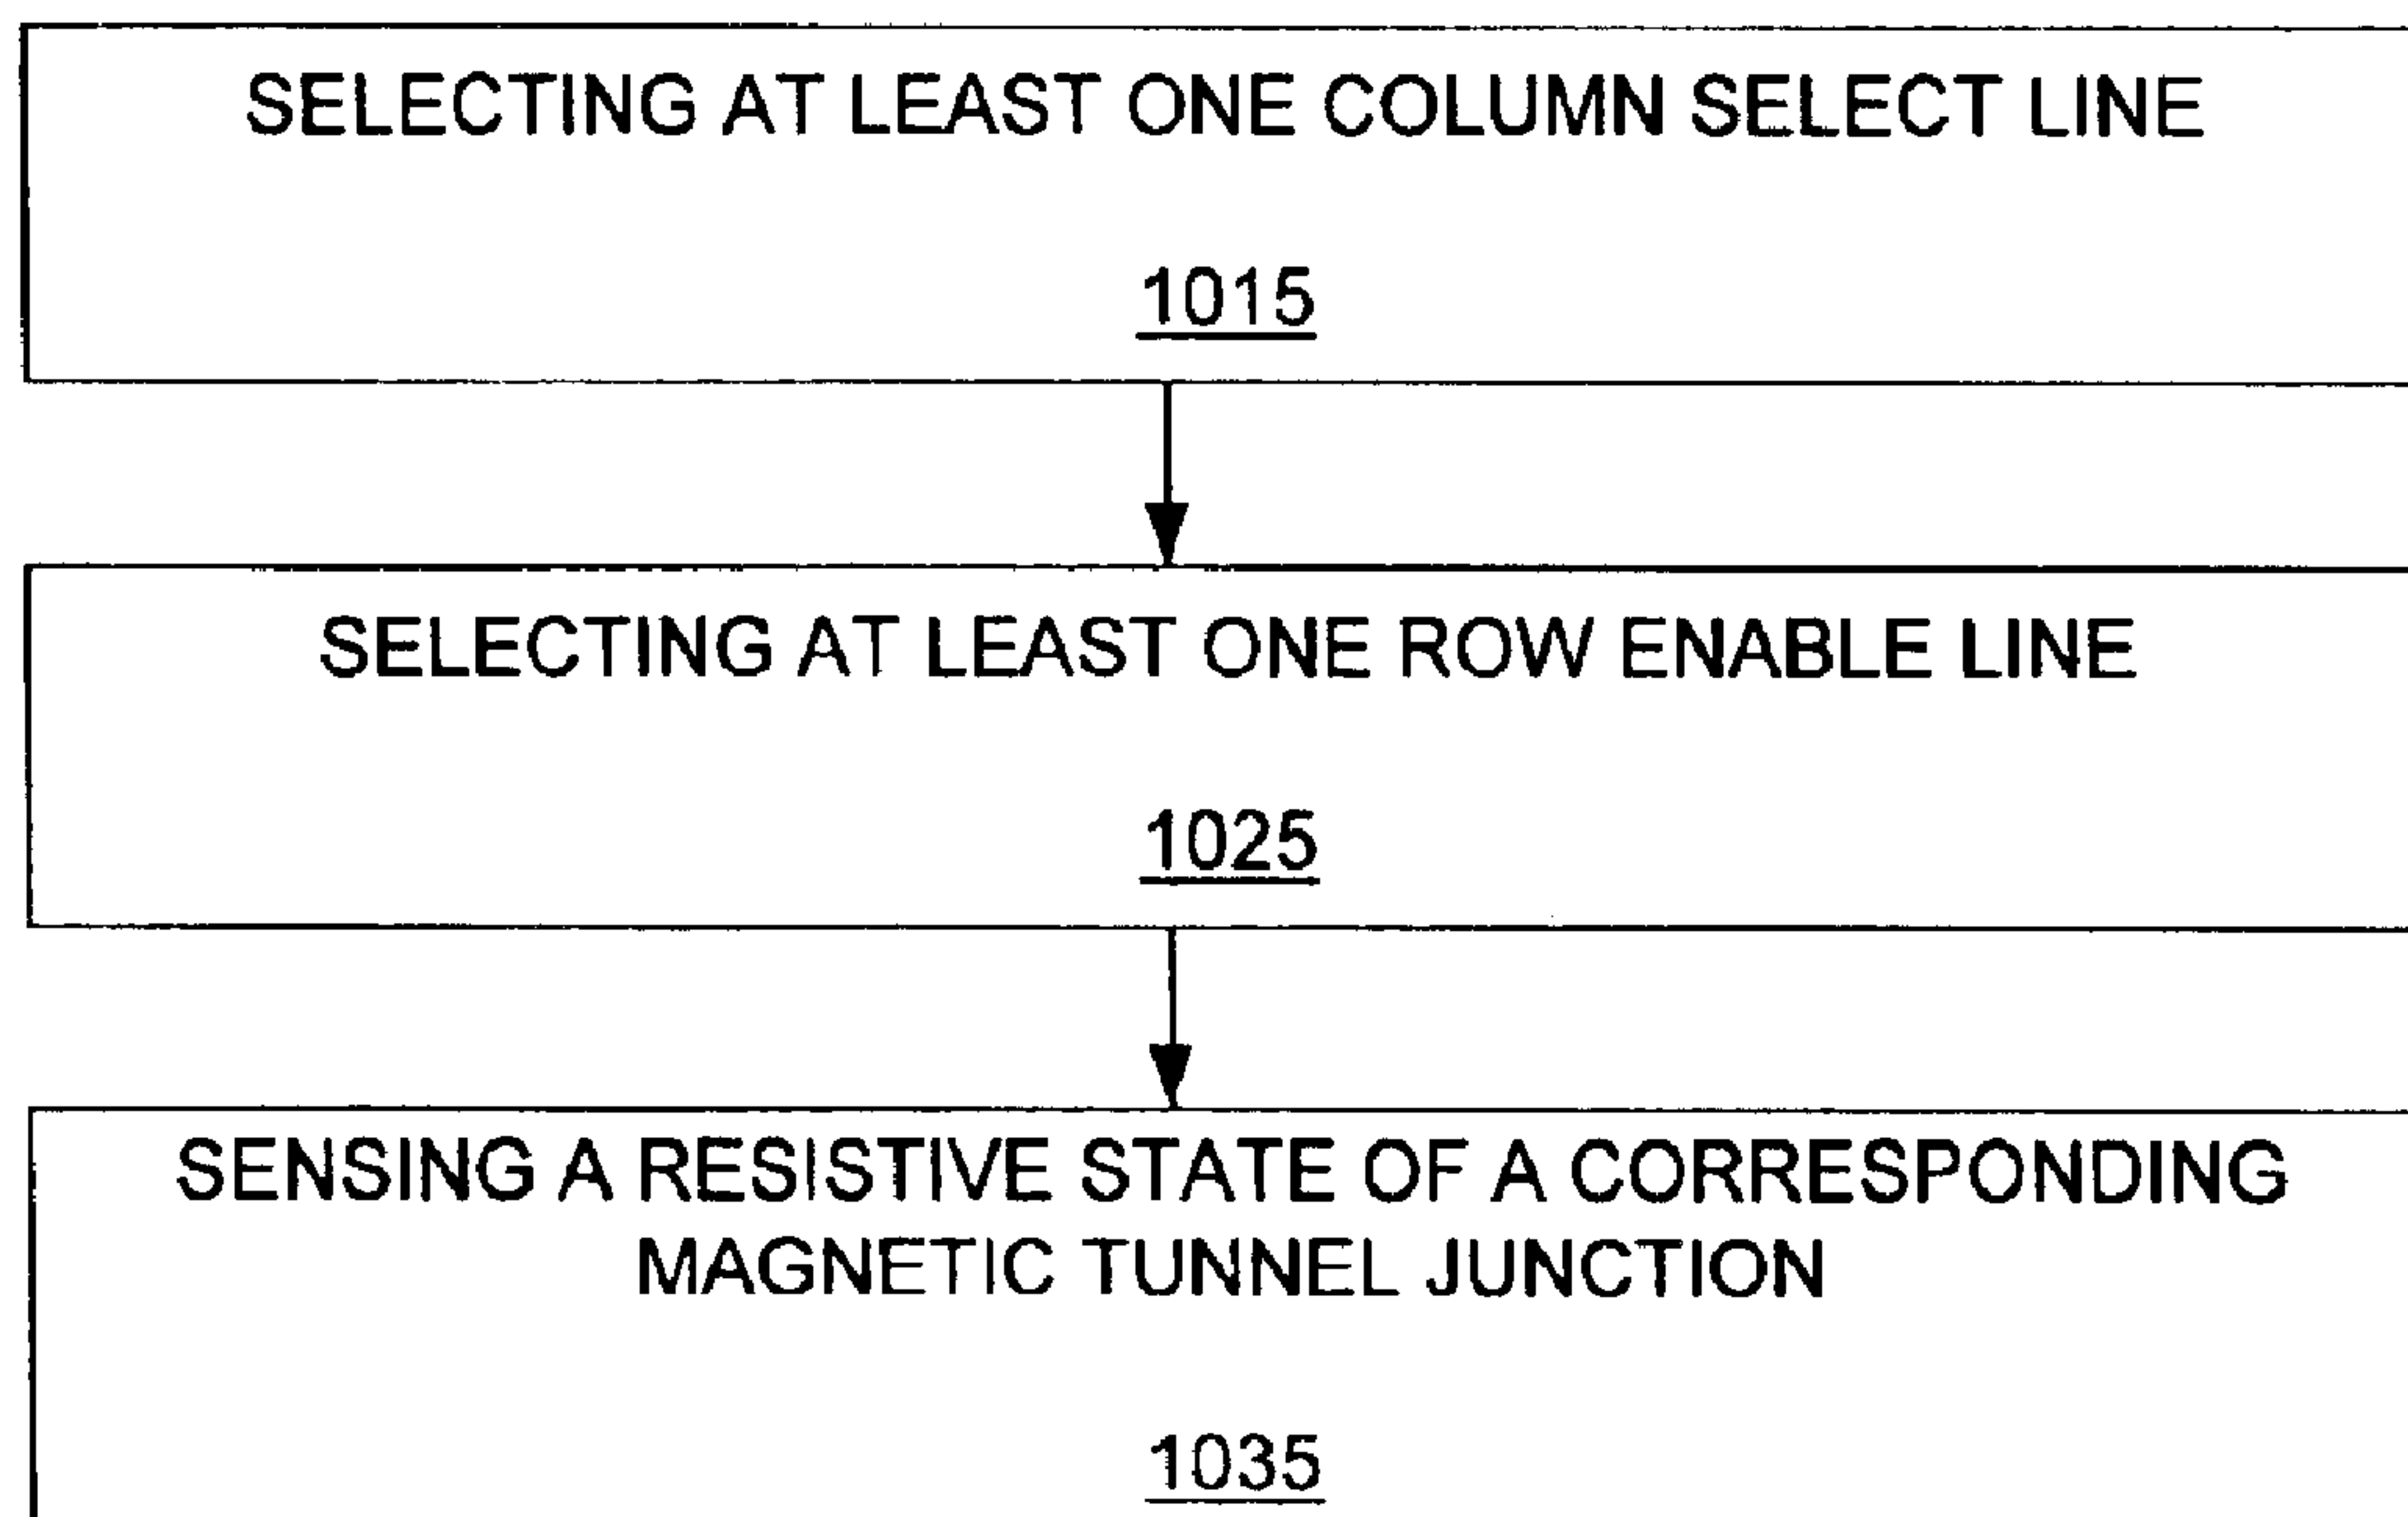 SELECTING AT LEAST ONE COLUMN SELECT LINE
1015
SELECTING AT LEAST ONE ROW ENABLE LINE
1025
SENSING A RESISTIVE STATE OF A CORRESPONDING
MAGNETIC TUNNEL JUNCTION
1035